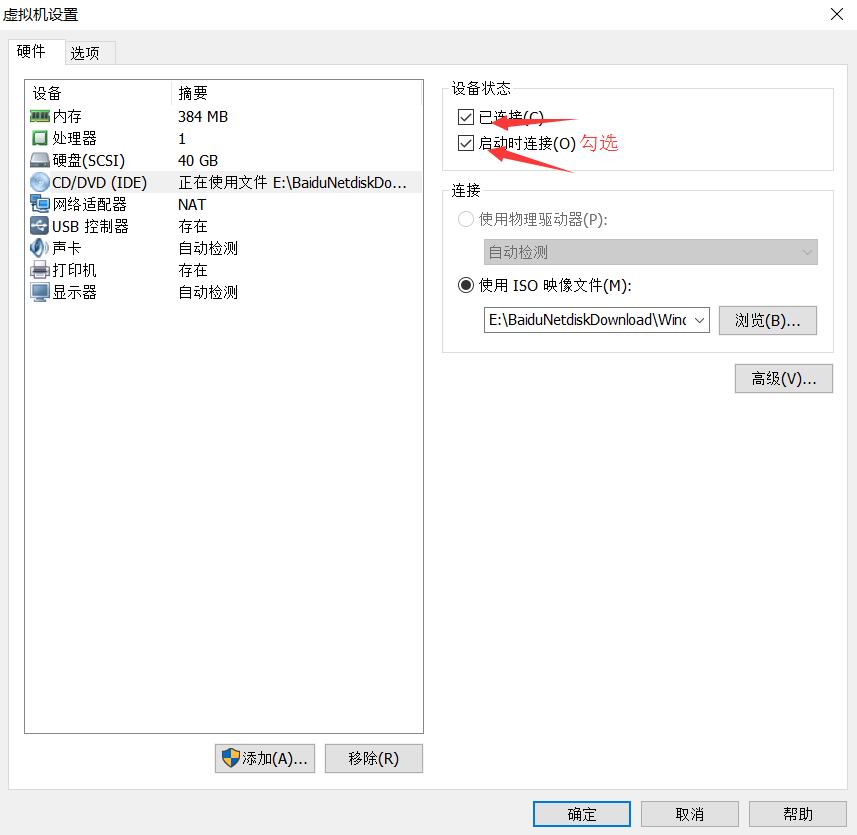 虚拟机设置
硬件 选项
设备 摘要
内存 384 MB
处理器 1
硬盘(SCSI) 40 GB
CD/DVD (IDE) 正在使用文件 E:\BaiduNetdiskDo...
网络适配器 NAT
USB 控制器 存在
声卡 自动检测
打印机 存在
显示器 自动检测
添加(A)... 移除(R)
设备状态
已连接(C)
启动时连接(O) 勾选
连接
使用物理驱动器(P):
自动检测
使用 ISO 映像文件(M):
E:\BaiduNetdiskDownload\Winc 浏览(B)...
高级(V)...
确定 取消 帮助